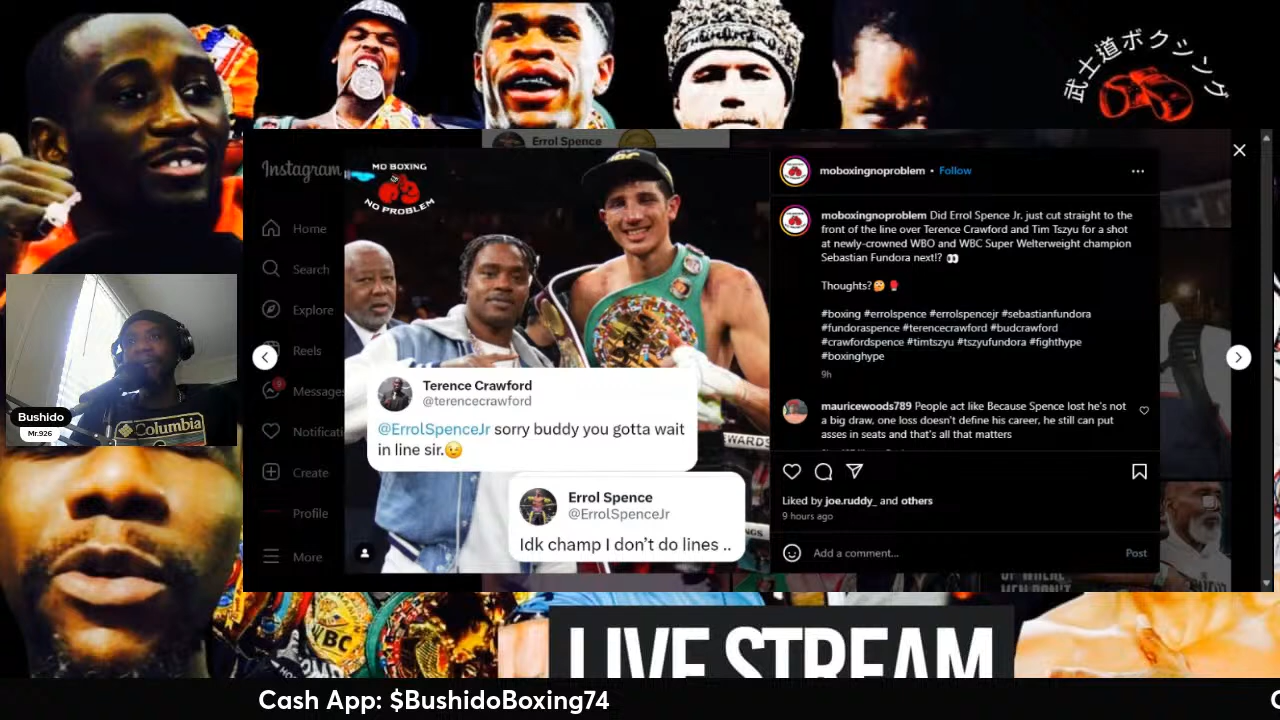 武士道ボクシング
Errol Spence
Instagram
Home
Search
Explore
Reels
9
Messages
Notificati
Create
Profile
More
MO BOXING
NO PROBLEM
Terence Crawford
@terencecrawford
@ErrolSpenceJr sorry buddy you gotta wait
in line sir.😉
Errol Spence
@ErrolSpenceJr
Idk champ I don't do lines ..
moboxingnoproblem • Follow
moboxingnoproblem Did Errol Spence Jr. just cut straight to the
front of the line over Terence Crawford and Tim Tszyu for a shot
at newly-crowned WBO and WBC Super Welterweight champion
Sebastian Fundora next!? 👀
Thoughts?🤔🥊
#boxing #errolspence #errolspencejr #sebastianfundora
#fundoraspence #terencecrawford #budcrawford
#crawfordspence #timtszyu #tszyufundora #fighthype
#boxinghype
9h
mauricewoods789 People act like Because Spence lost he's not
a big draw, one loss doesn't define his career, he still can put
asses in seats and that's all that matters
Liked by joe.ruddy_ and others
9 hours ago
Add a comment...
Post
Bushido
Mr.926
Columbia
WBC
LIVE STREAM
Cash App: $BushidoBoxing74